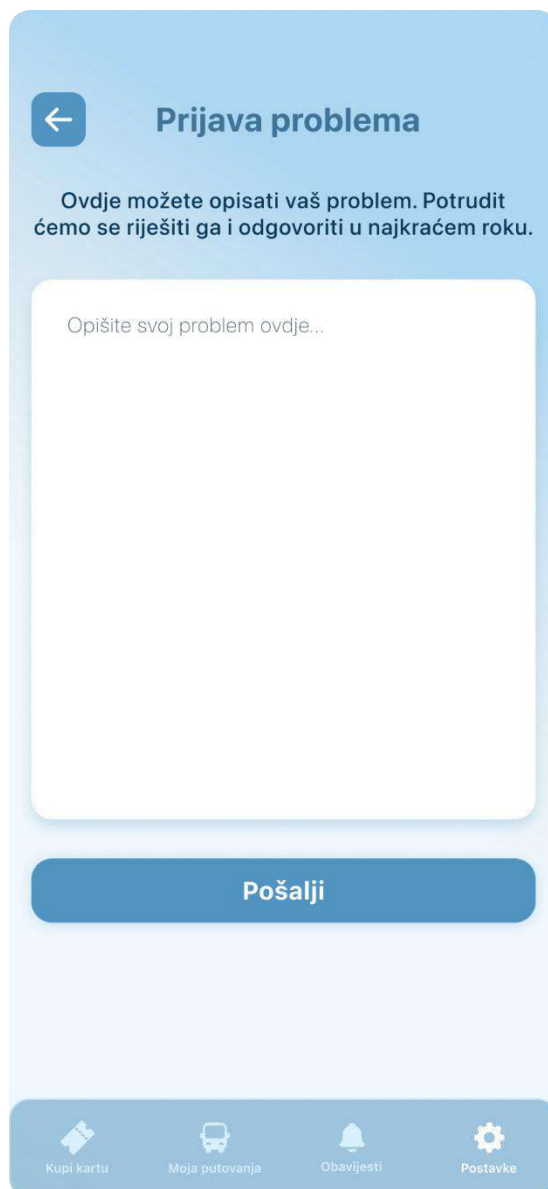 Prijava problema
Ovdje možete opisati vaš problem. Potrudit
ćemo se riješiti ga i odgovoriti u najkraćem roku.
Opišite svoj problem ovdje...
Pošalji
Kupi kartu
Moja putovanja
Obavijesti
Postavke